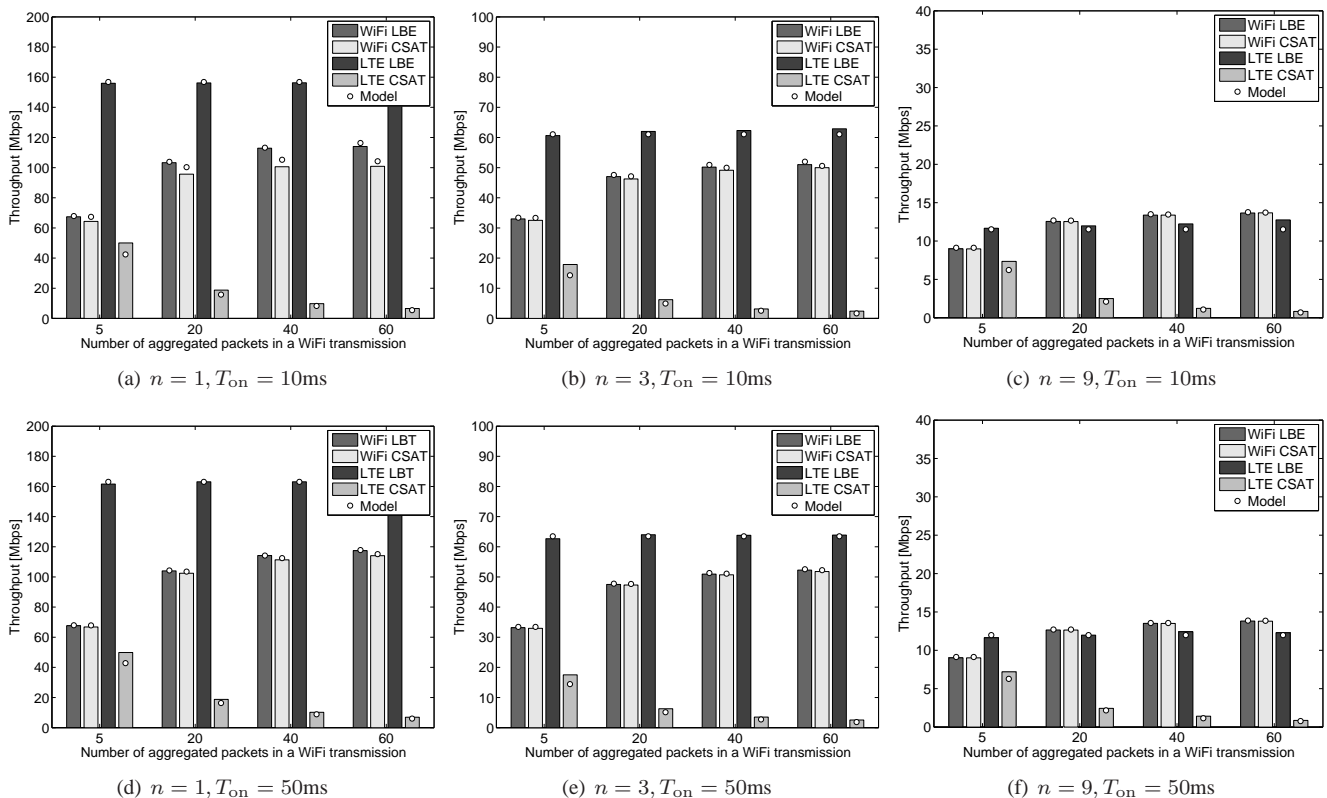 200
180
160
140
120
100
80
60
40
20
0
Throughput [Mbps]
5 20 40 60
Number of aggregated packets in a WiFi transmission
WiFi LBE
WiFi CSAT
LTE LBE
LTE CSAT
Model
(a) n = 1, Ton = 10ms
100
90
80
70
60
50
40
30
20
10
0
Throughput [Mbps]
5 20 40 60
Number of aggregated packets in a WiFi transmission
WiFi LBE
WiFi CSAT
LTE LBE
LTE CSAT
Model
(b) n = 3, Ton = 10ms
40
35
30
25
20
15
10
5
0
Throughput [Mbps]
5 20 40 60
Number of aggregated packets in a WiFi transmission
WiFi LBE
WiFi CSAT
LTE LBE
LTE CSAT
Model
(c) n = 9, Ton = 10ms
200
180
160
140
120
100
80
60
40
20
0
Throughput [Mbps]
5 20 40 60
Number of aggregated packets in a WiFi transmission
WiFi LBT
WiFi CSAT
LTE LBT
LTE CSAT
Model
(d) n = 1, Ton = 50ms
100
90
80
70
60
50
40
30
20
10
0
Throughput [Mbps]
5 20 40 60
Number of aggregated packets in a WiFi transmission
WiFi LBE
WiFi CSAT
LTE LBE
LTE CSAT
Model
(e) n = 3, Ton = 50ms
40
35
30
25
20
15
10
5
0
Throughput [Mbps]
5 20 40 60
Number of aggregated packets in a WiFi transmission
WiFi LBE
WiFi CSAT
LTE LBE
LTE CSAT
Model
(f) n = 9, Ton = 50ms